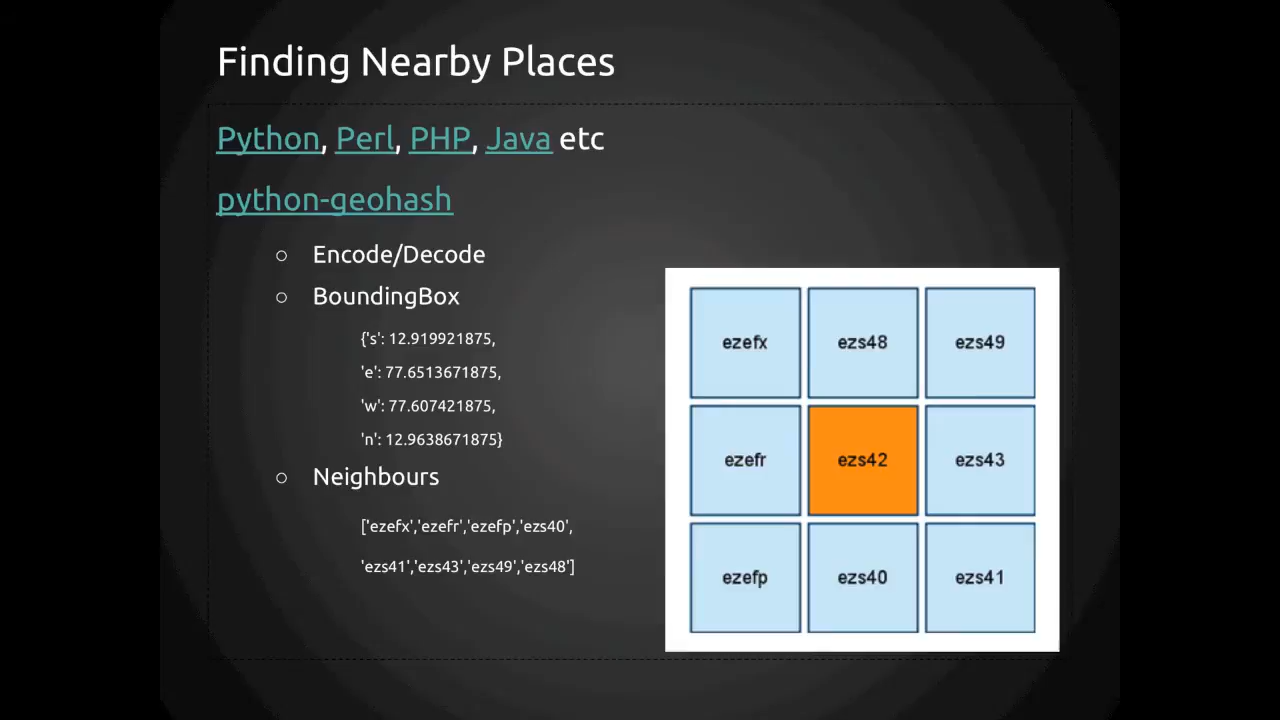 Finding Nearby Places
Python, Perl, PHP, Java etc
python-geohash
○ Encode/Decode
○ BoundingBox
{'s': 12.919921875,
'e': 77.6513671875,
'w': 77.607421875,
'n': 12.9638671875}
○ Neighbours
['ezefx','ezefr','ezefp','ezs40',
'ezs41','ezs43','ezs49','ezs48']
ezefx ezs48 ezs49
ezefr ezs42 ezs43
ezefp ezs40 ezs41